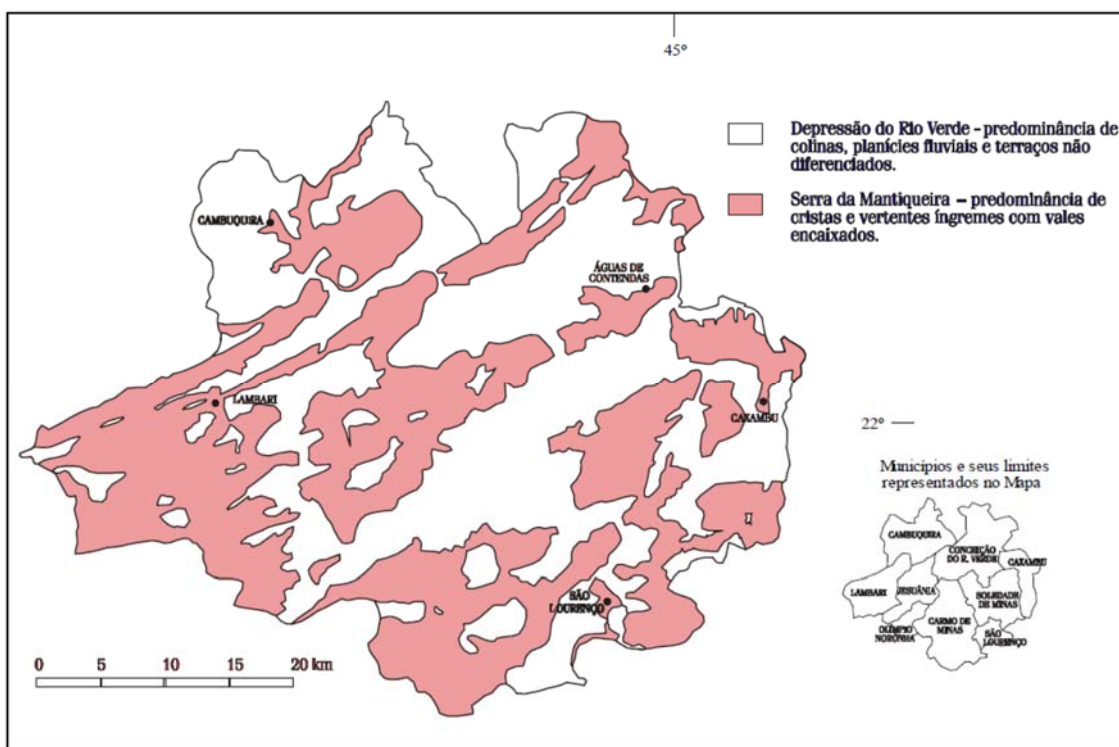 45º
Depressão do Rio Verde – predominância de
colinas, planícies fluviais e terraços não
diferenciados.
Serra da Mantiqueira – predominância de
cristas e vertentes íngremes com vales
encaixados.
CAMBUQUIRA
ÁGUAS DE
CONTENDAS
LAMBARI
CAXAMBU
SÃO
LOURENÇO
0 5 10 15 20 km
22º
Municípios e seus limites
representados no Mapa
CAMBUQUIRA
CONCEIÇÃO
DO R. VERDE
CAXAMBU
LAMBARI
JESUÂNIA
SOLEDADE
DE MINAS
OLÍMPIO
NORONHA
CARMO DE
MINAS
SÃO
LOURENÇO